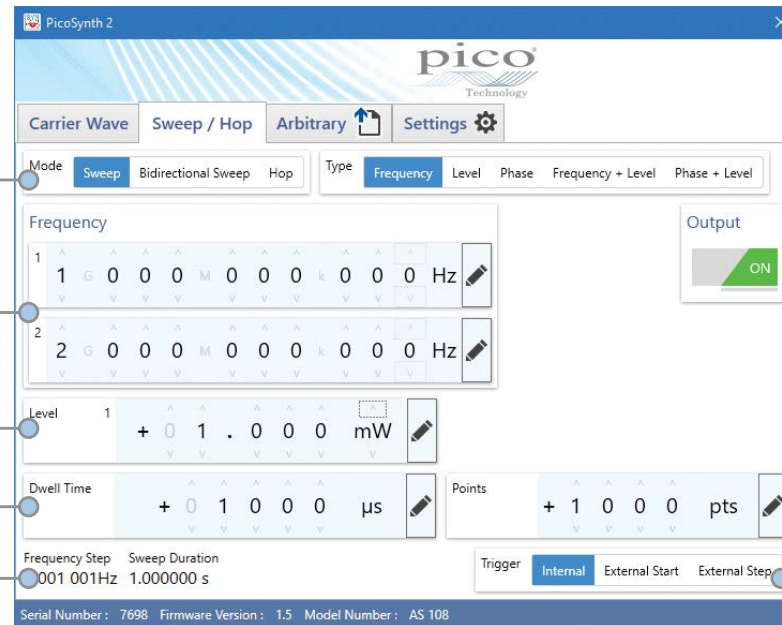 PicoSynth 2
pico
Technology
Carrier Wave Sweep / Hop Arbitrary Settings
Mode Sweep Bidirectional Sweep Hop Type Frequency Level Phase Frequency + Level Phase + Level
Frequency Output
1 1 G 0 0 0 M 0 0 0 k 0 0 0 Hz ON
2 2 G 0 0 0 M 0 0 0 k 0 0 0 Hz
Level 1 + 0 1 . 0 0 0 mW
Dwell Time + 0 1 0 0 0 µs Points + 1 0 0 0 pts
Frequency Step Sweep Duration
001 001Hz 1.000000 s Trigger Internal External Start External Step
Serial Number : 7698 Firmware Version : 1.5 Model Number : AS 108